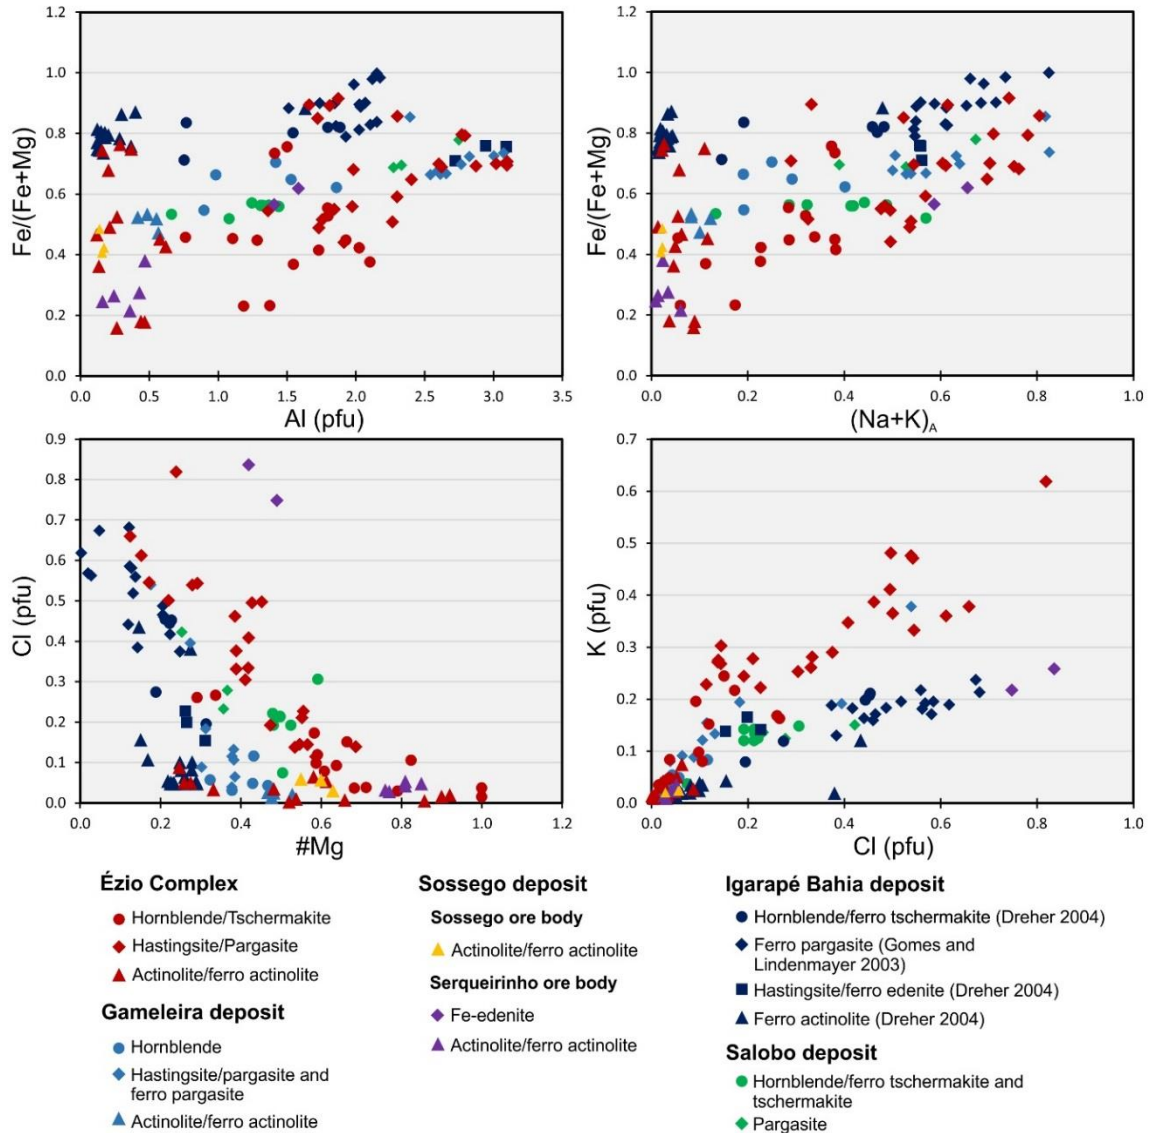 1.2
1.0
0.8
0.6
0.4
0.2
0.0
Fe/(Fe+Mg)
0.0 0.5 1.0 1.5 2.0 2.5 3.0 3.5
Al (pfu)
1.2
1.0
0.8
0.6
0.4
0.2
0.0
Fe/(Fe+Mg)
0.0 0.2 0.4 0.6 0.8 1.0
(Na+K)A
0.9
0.8
0.7
0.6
0.5
0.4
0.3
0.2
0.1
0.0
Cl (pfu)
0.0 0.2 0.4 0.6 0.8 1.0 1.2
#Mg
0.7
0.6
0.5
0.4
0.3
0.2
0.1
0.0
K (pfu)
0.0 0.2 0.4 0.6 0.8 1.0
Cl (pfu)
Ézio Complex
Hornblende/Tschermakite
Hastingsite/Pargasite
Actinolite/ferro actinolite
Gameleira deposit
Hornblende
Hastingsite/pargasite and
ferro pargasite
Actinolite/ferro actinolite
Sossego deposit
Sossego ore body
Actinolite/ferro actinolite
Serqueirinho ore body
Fe-edenite
Actinolite/ferro actinolite
Igarapé Bahia deposit
Hornblende/ferro tschermakite (Dreher 2004)
Ferro pargasite (Gomes and
Lindenmayer 2003)
Hastingsite/ferro edenite (Dreher 2004)
Ferro actinolite (Dreher 2004)
Salobo deposit
Hornblende/ferro tschermakite and
tschermakite
Pargasite